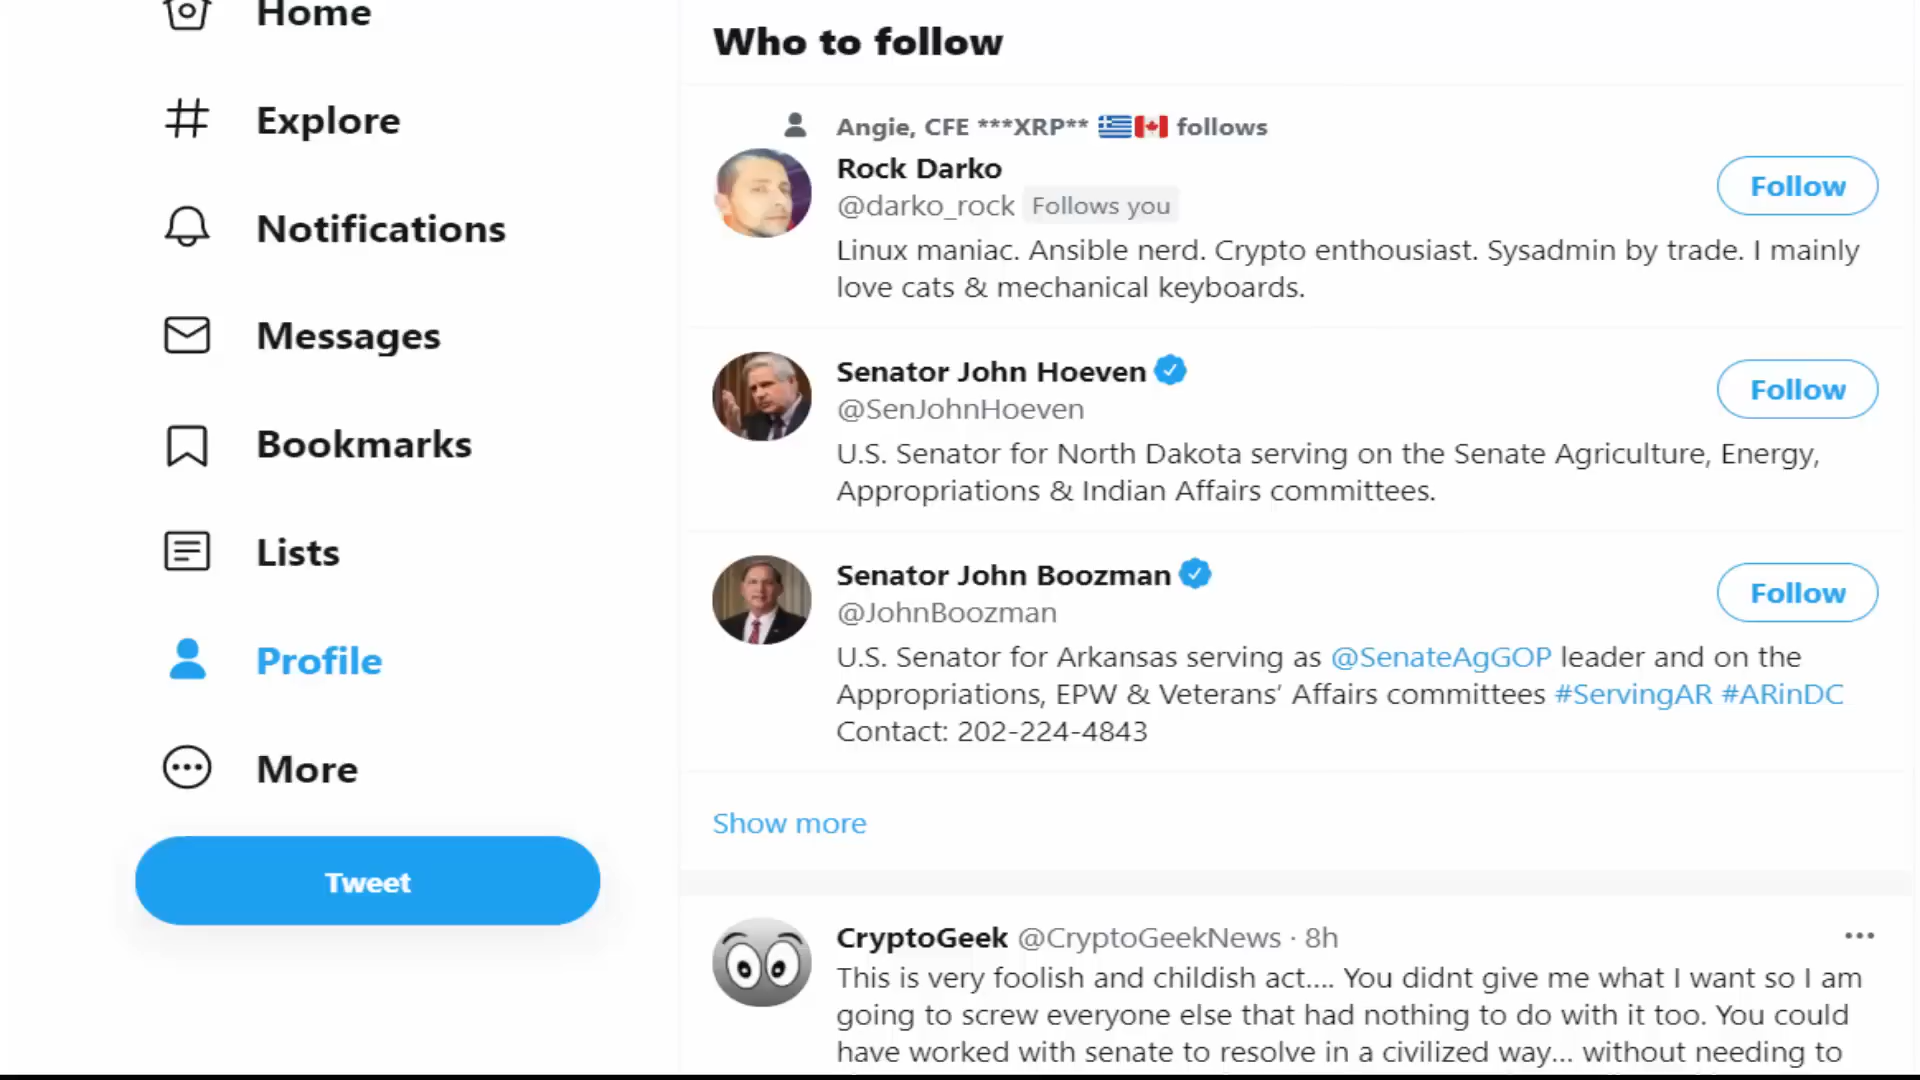 Home
Explore
Notifications
Messages
Bookmarks
Lists
Profile
More
Tweet
Who to follow
Angie, CFE ***XRP** 🇬🇷🇨🇦 follows
Rock Darko
@darko_rock Follows you
Follow
Linux maniac. Ansible nerd. Crypto enthousiast. Sysadmin by trade. I mainly
love cats & mechanical keyboards.
Senator John Hoeven
@SenJohnHoeven
Follow
U.S. Senator for North Dakota serving on the Senate Agriculture, Energy,
Appropriations & Indian Affairs committees.
Senator John Boozman
@JohnBoozman
Follow
U.S. Senator for Arkansas serving as @SenateAgGOP leader and on the
Appropriations, EPW & Veterans’ Affairs committees #ServingAR #ARinDC
Contact: 202-224-4843
Show more
CryptoGeek @CryptoGeekNews · 8h
This is very foolish and childish act.... You didnt give me what I want so I am
going to screw everyone else that had nothing to do with it too. You could
have worked with senate to resolve in a civilized way... without needing to